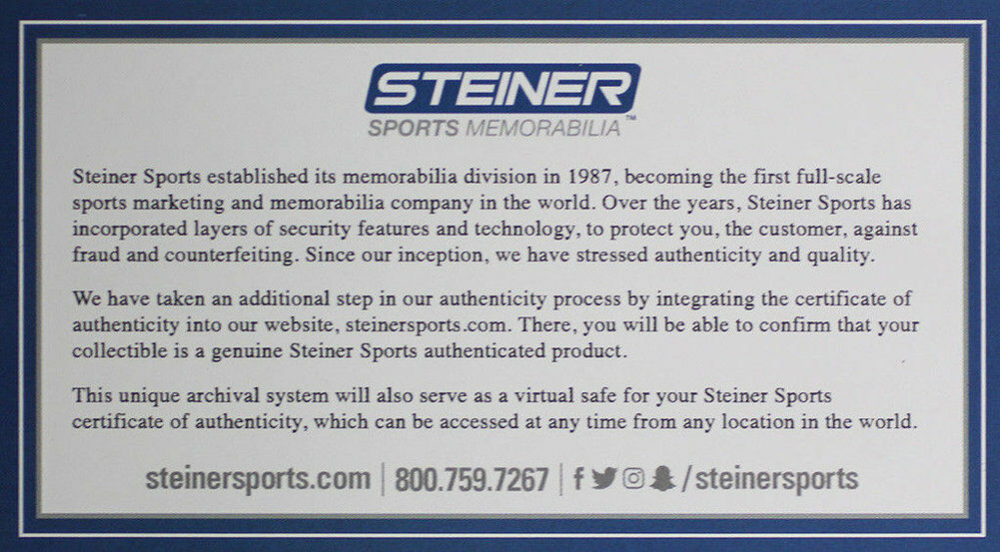 STEINER
SPORTS MEMORABILIA™
Steiner Sports established its memorabilia division in 1987, becoming the first full-scale
sports marketing and memorabilia company in the world. Over the years, Steiner Sports has
incorporated layers of security features and technology, to protect you, the customer, against
fraud and counterfeiting. Since our inception, we have stressed authenticity and quality.
We have taken an additional step in our authenticity process by integrating the certificate of
authenticity into our website, steinersports.com. There, you will be able to confirm that your
collectible is a genuine Steiner Sports authenticated product.
This unique archival system will also serve as a virtual safe for your Steiner Sports
certificate of authenticity, which can be accessed at any time from any location in the world.
steinersports.com | 800.759.7267 | f /steinersports